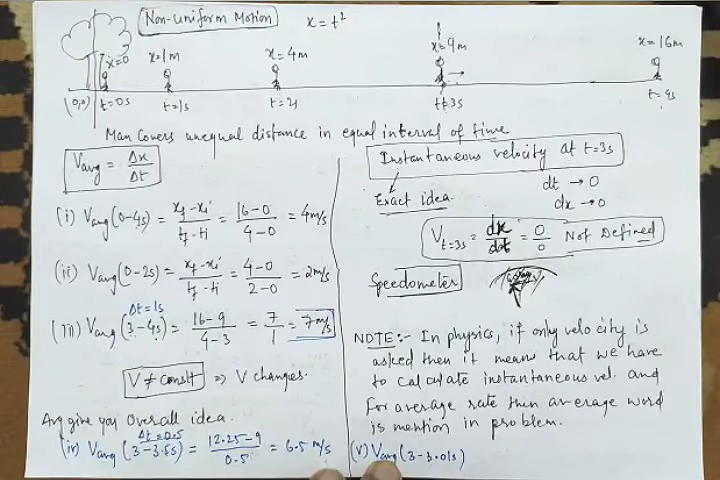 Non-Uniform Motion x = t²
x=0 x=1m x=4m x=9m x=16m
(0,0) t=0s t=1s t=2s t=3s t=4s
Man Covers unequal distance in equal interval of time
Vavg = Δx/Δt
(i) Vavg(0-4s) = xf-xi/tf-ti = 16-0/4-0 = 4m/s
(ii) Vavg(0-2s) = xf-xi/tf-ti = 4-0/2-0 = 2m/s
Δt=1s
(iii) Vavg(3-4s) = 16-9/4-3 = 7/1 = 7m/s
V ≠ const ⇒ V changes.
Avg give you Overall idea.
Δt=0.5
(iv) Vavg(3-3.5s) = 12.25-9/0.5 = 6.5 m/s
Instantaneous velocity at t=3s
Exact idea
dt → 0
dx → 0
Vt=3s = dx/dt = 0/0 Not Defined
Speedometer
NOTE:- In physics, if only velocity is
asked then it means that we have
to calculate instantaneous vel. and
for average rate then average word
is mention in problem.
(v) Vavg(3-3.01s)